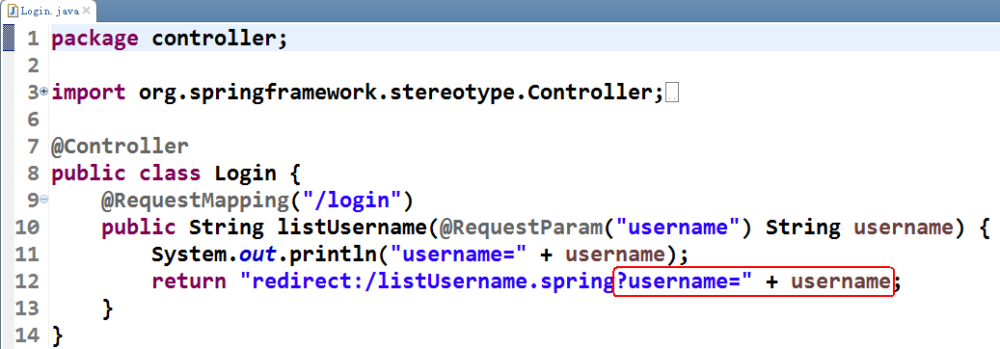 Login.java
1 package controller;
2
3 import org.springframework.stereotype.Controller;
6
7 @Controller
8 public class Login {
9     @RequestMapping("/login")
10     public String listUsername(@RequestParam("username") String username) {
11         System.out.println("username=" + username);
12         return "redirect:/listUsername.spring?username=" + username;
13     }
14 }